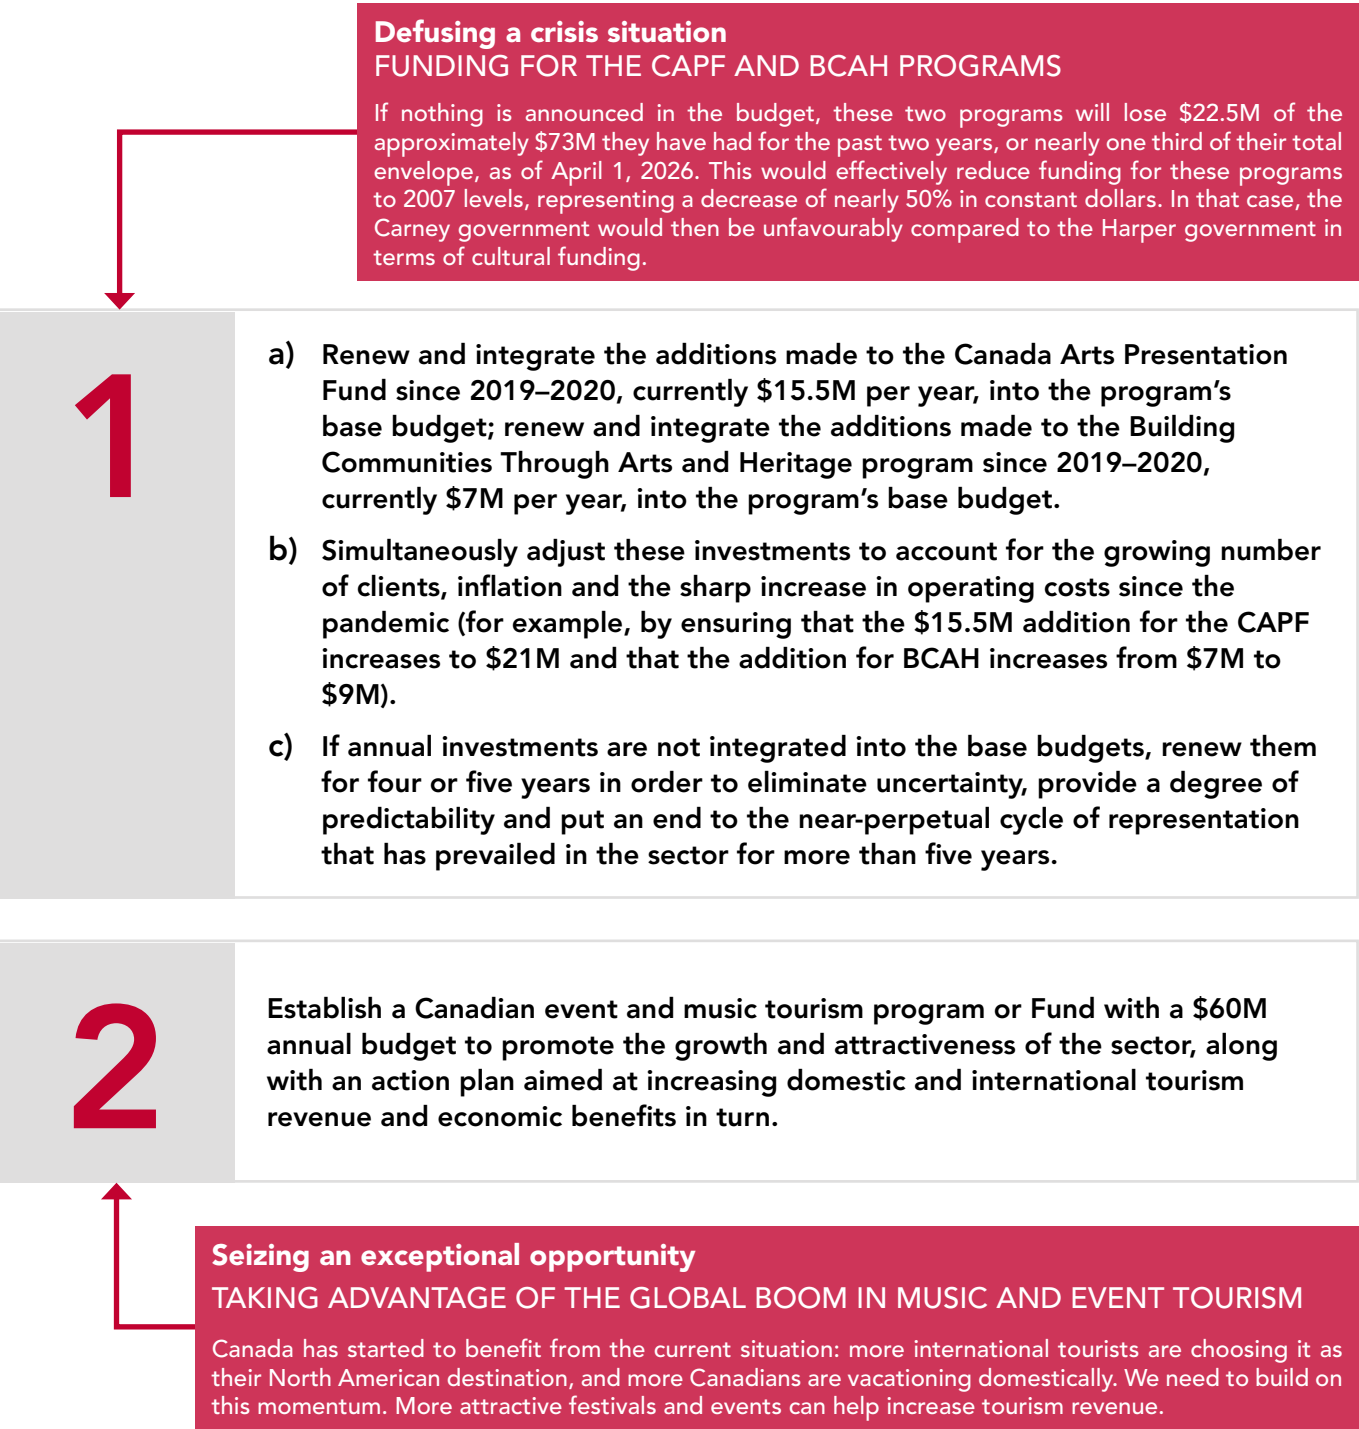 Defusing a crisis situation
FUNDING FOR THE CAPF AND BCAH PROGRAMS
If nothing is announced in the budget, these two programs will lose $22.5M of the
approximately $73M they have had for the past two years, or nearly one third of their total
envelope, as of April 1, 2026. This would effectively reduce funding for these programs
to 2007 levels, representing a decrease of nearly 50% in constant dollars. In that case, the
Carney government would then be unfavourably compared to the Harper government in
terms of cultural funding.
1
a) Renew and integrate the additions made to the Canada Arts Presentation
Fund since 2019–2020, currently $15.5M per year, into the program’s
base budget; renew and integrate the additions made to the Building
Communities Through Arts and Heritage program since 2019–2020,
currently $7M per year, into the program’s base budget.
b) Simultaneously adjust these investments to account for the growing number
of clients, inflation and the sharp increase in operating costs since the
pandemic (for example, by ensuring that the $15.5M addition for the CAPF
increases to $21M and that the addition for BCAH increases from $7M to
$9M).
c) If annual investments are not integrated into the base budgets, renew them
for four or five years in order to eliminate uncertainty, provide a degree of
predictability and put an end to the near-perpetual cycle of representation
that has prevailed in the sector for more than five years.
2
Establish a Canadian event and music tourism program or Fund with a $60M
annual budget to promote the growth and attractiveness of the sector, along
with an action plan aimed at increasing domestic and international tourism
revenue and economic benefits in turn.
Seizing an exceptional opportunity
TAKING ADVANTAGE OF THE GLOBAL BOOM IN MUSIC AND EVENT TOURISM
Canada has started to benefit from the current situation: more international tourists are choosing it as
their North American destination, and more Canadians are vacationing domestically. We need to build on
this momentum. More attractive festivals and events can help increase tourism revenue.